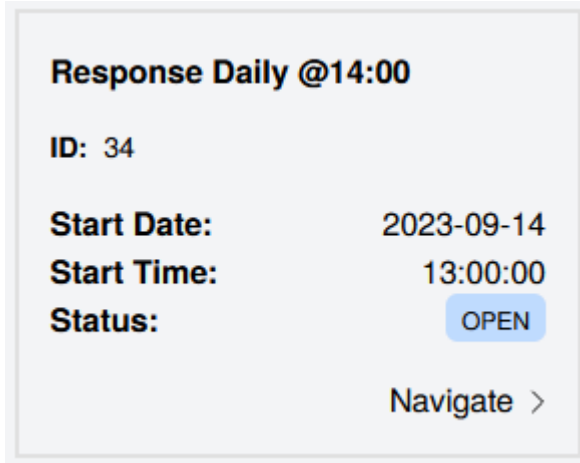 Response Daily @14:00
ID: 34
Start Date: 2023-09-14
Start Time: 13:00:00
Status: OPEN
Navigate >